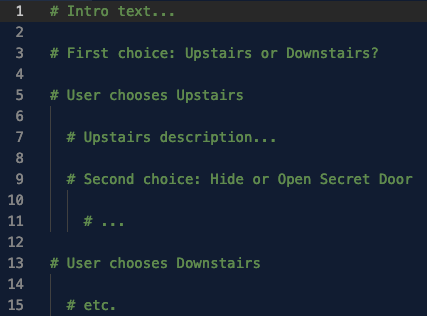 1 # Intro text...
2
3 # First choice: Upstairs or Downstairs?
4
5 # User chooses Upstairs
6
7 # Upstairs description...
8
9 # Second choice: Hide or Open Secret Door
10
11 # ...
12
13 # User chooses Downstairs
14
15 # etc.